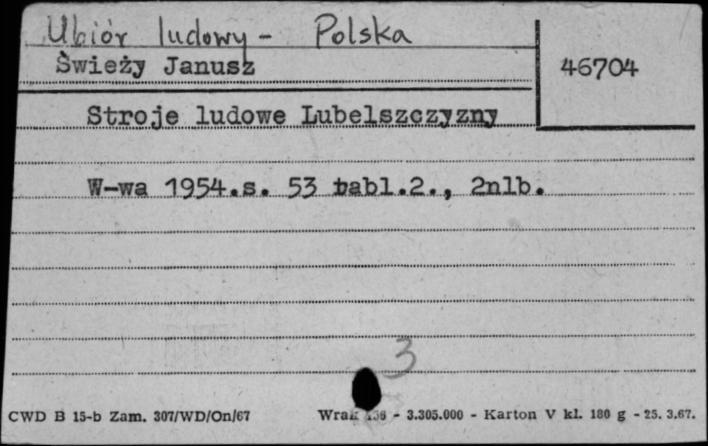 Ubiór ludowy - Polska
Świeży Janusz
46704
Stroje ludowe Lubelszczyzny
W-wa 1954.s. 53 tabl.2., 2nlb.
3
CWD B 15-b Zam. 307/WD/On/67 - 3.305.000 - Karton V kl. 180 g - 25. 3.67.